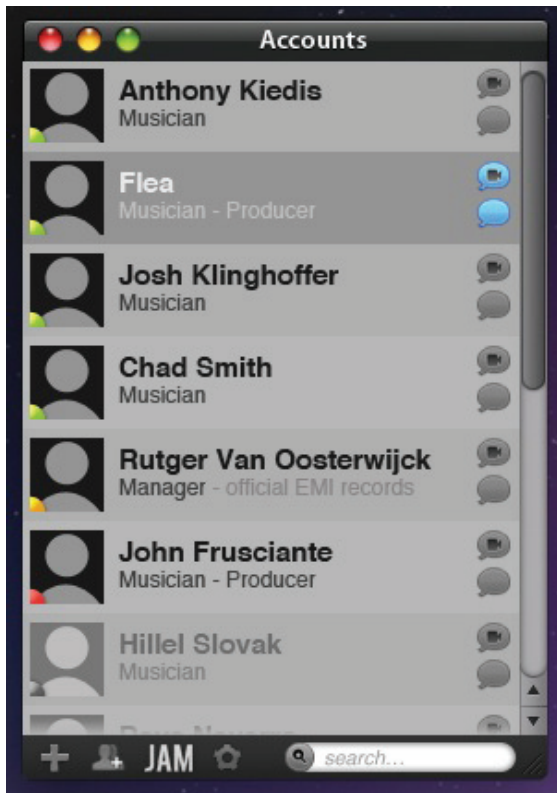 Accounts
Anthony Kiedis
Musician
Flea
Musician - Producer
Josh Klinghoffer
Musician
Chad Smith
Musician
Rutger Van Oosterwijck
Manager - official EMI records
John Frusciante
Musician - Producer
Hillel Slovak
Musician
JAM
search...